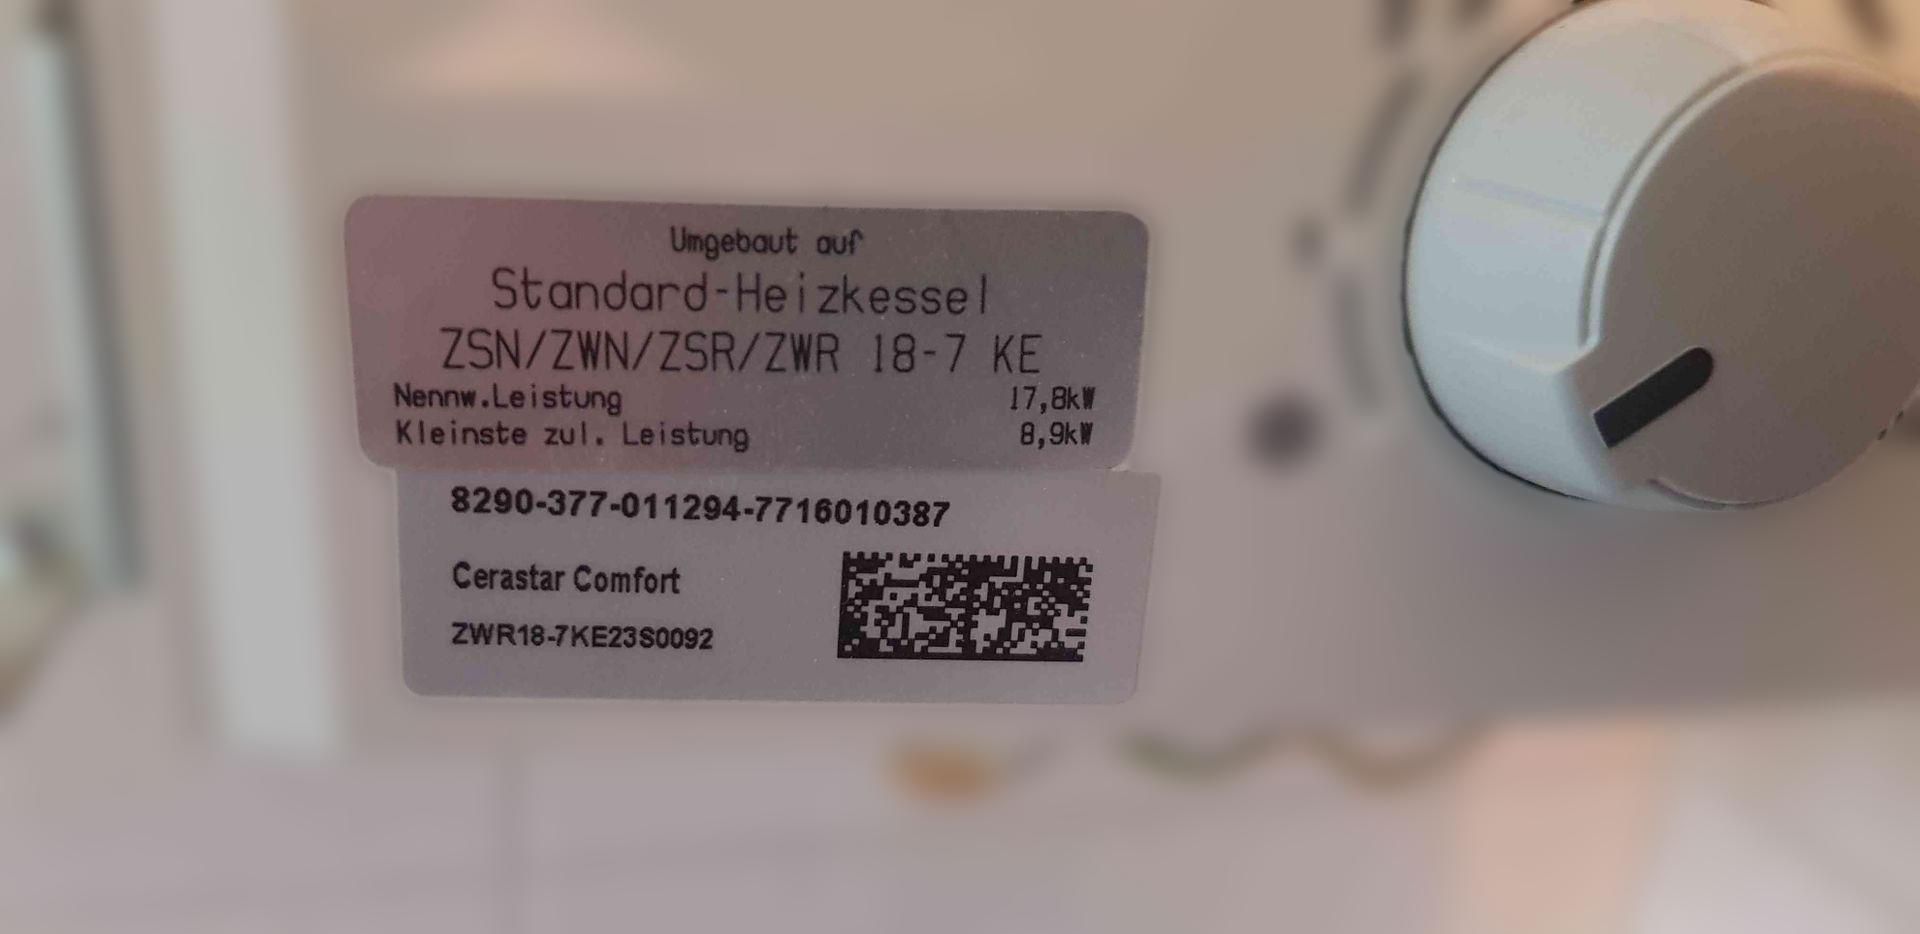 Umgebaut auf
Standard-Heizkessel
ZSN/ZWN/ZSR/ZWR 18-7 KE
Nennw.Leistung 17,8kW
Kleinste zul. Leistung 8,9kW
8290-377-011294-7716010387
Cerastar Comfort
ZWR18-7KE23S0092